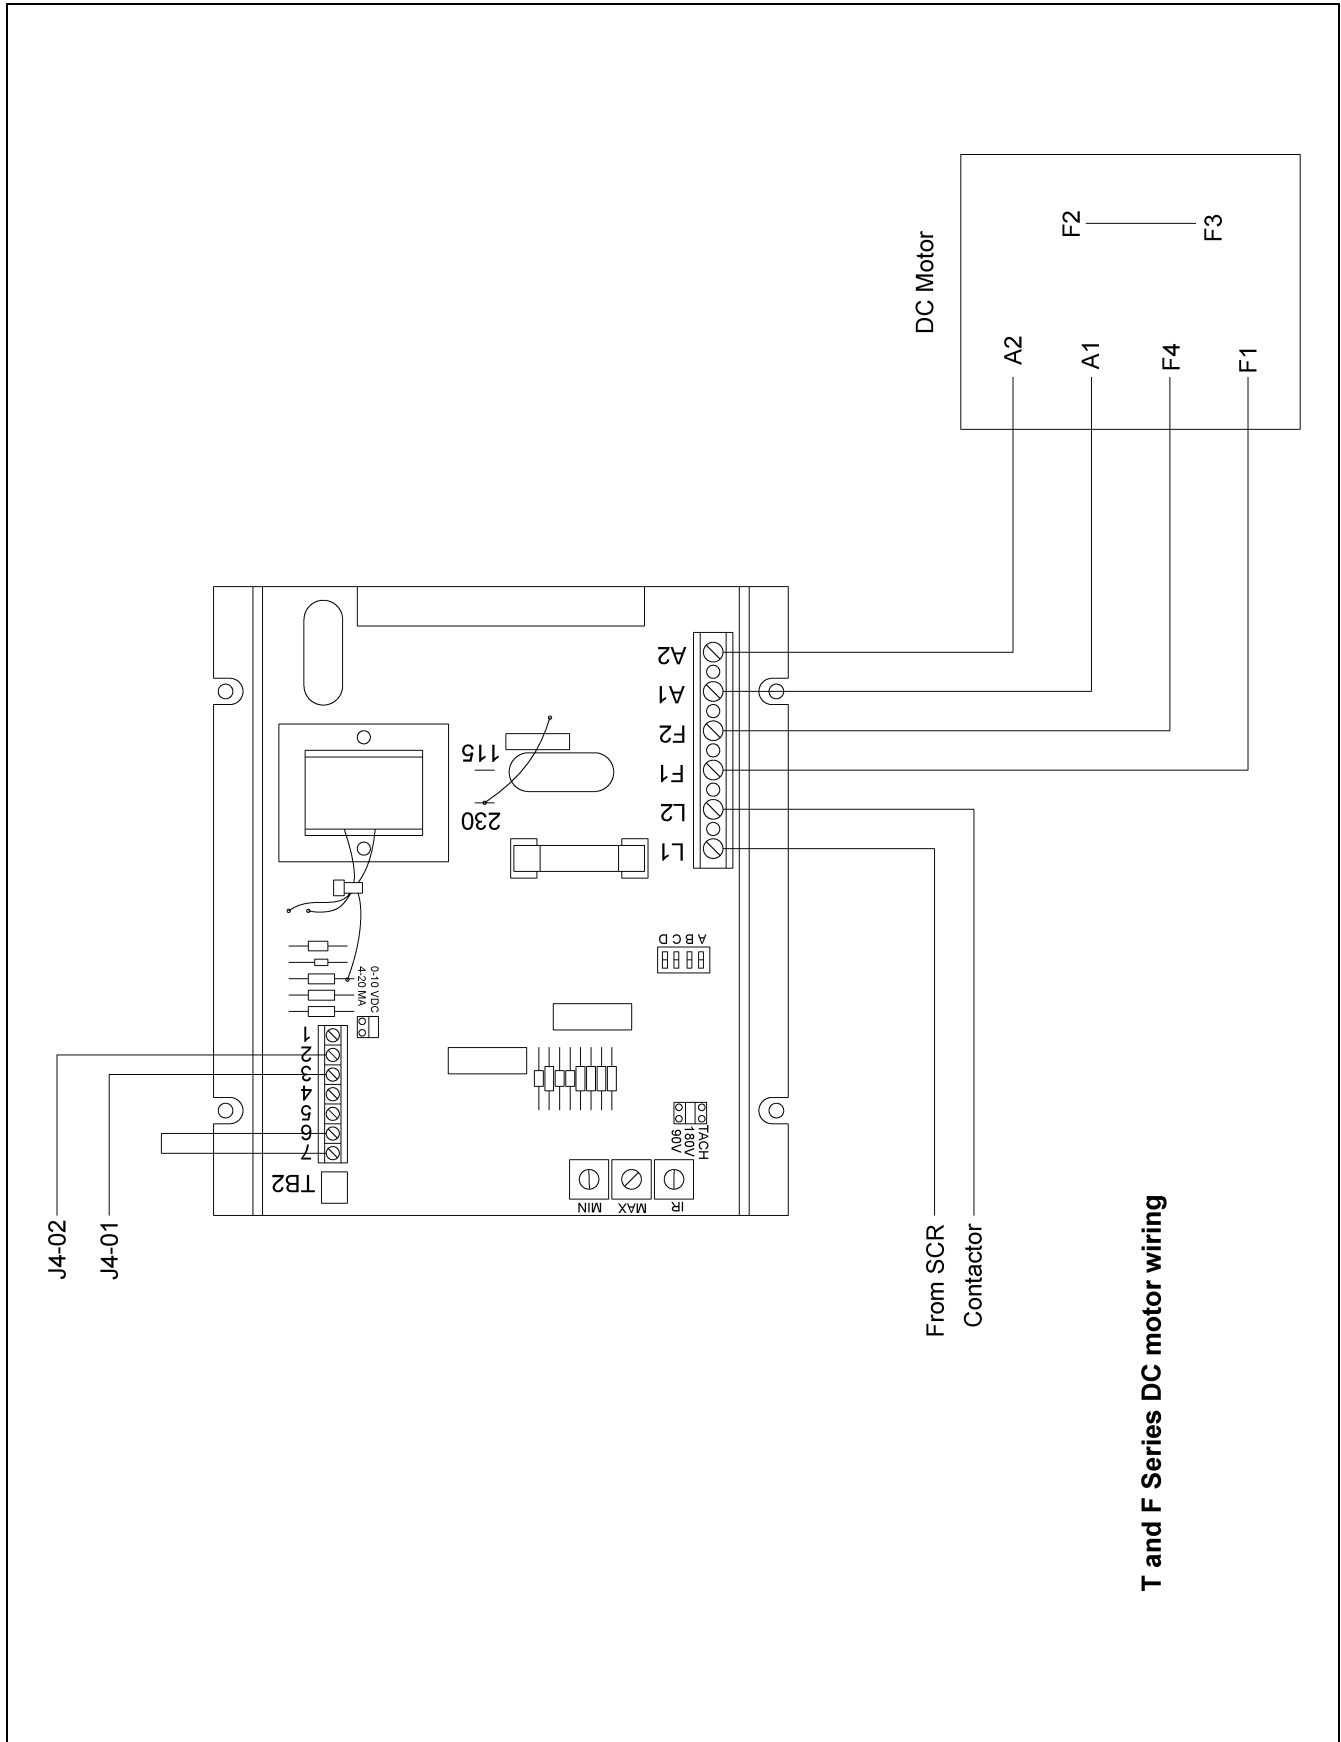 F2
F3
DC Motor
A2
A1
F4
F1
A2
A1
F2
F1
L2
L1
115
230
0-10 VDC
4-20 MA
A B C D
1
2
3
4
5
6
7
TB2
TACH
180V
90V
MIN
MAX
IR
J4-02
J4-01
From SCR
Contactor
T and F Series DC motor wiring